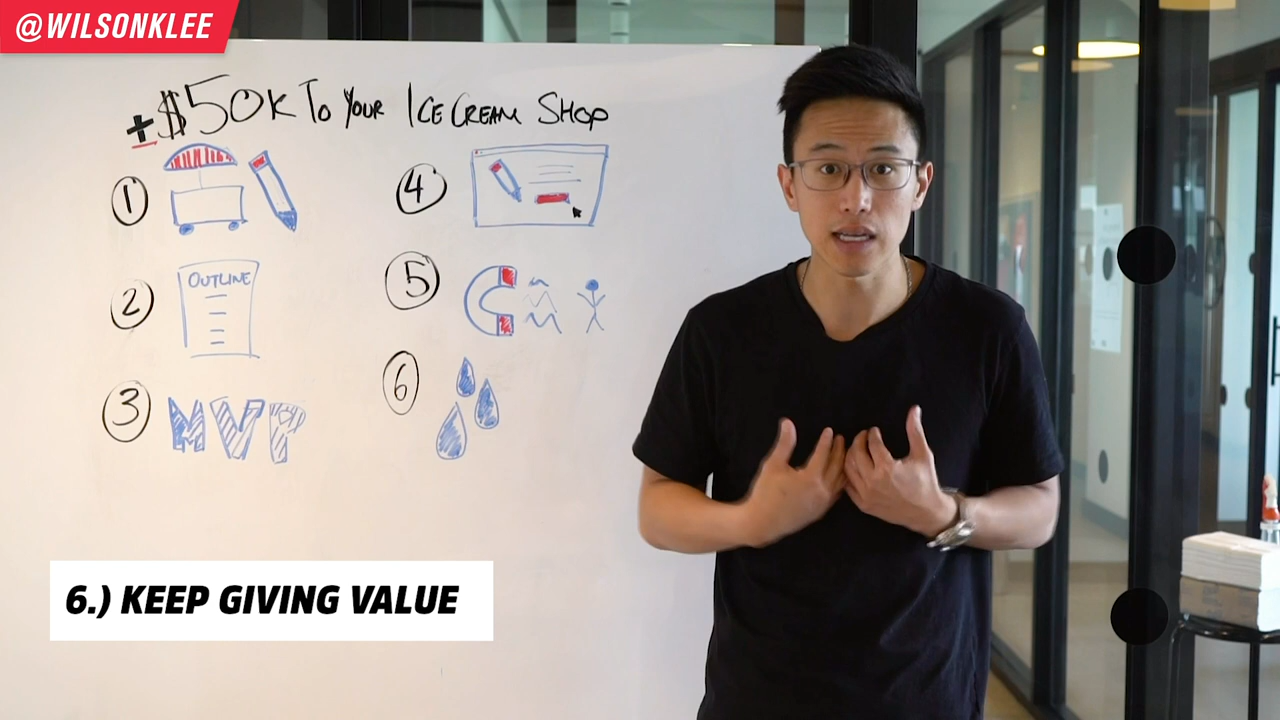 @WILSONKLEE
+$50K TO YOUR ICE CREAM SHOP
1
2
OUTLINE
3
MVP
4
5
6
6.) KEEP GIVING VALUE